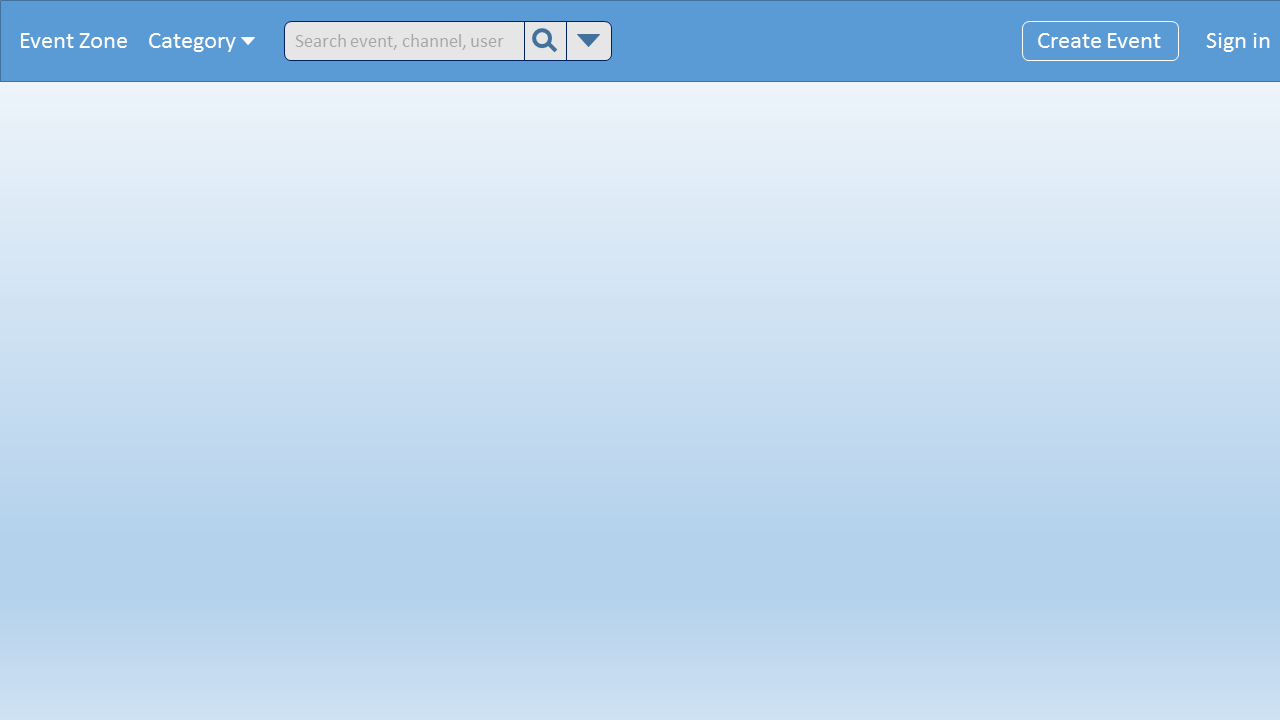 Event Zone Category Search event, channel, user Create Event Sign in